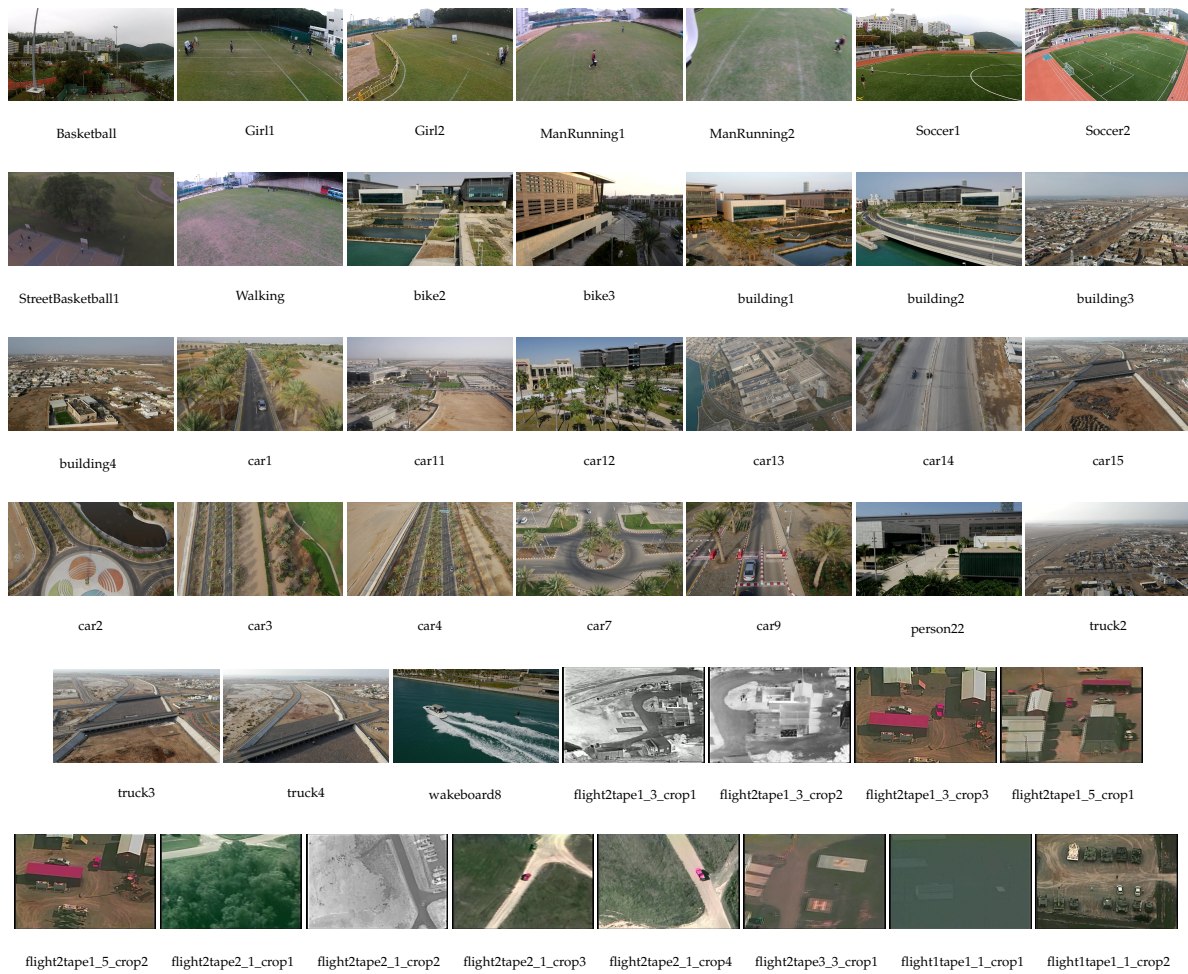 Basketball Girl1 Girl2 ManRunning1 ManRunning2 Soccer1 Soccer2
StreetBasketball1 Walking bike2 bike3 building1 building2 building3
building4 car1 car11 car12 car13 car14 car15
car2 car3 car4 car7 car9 person22 truck2
truck3 truck4 wakeboard8 flight2tape1_3_crop1 flight2tape1_3_crop2 flight2tape1_3_crop3 flight2tape1_5_crop1
flight2tape1_5_crop2 flight2tape2_1_crop1 flight2tape2_1_crop2 flight2tape2_1_crop3 flight2tape2_1_crop4 flight2tape3_3_crop1 flight1tape1_1_crop1 flight1tape1_1_crop2